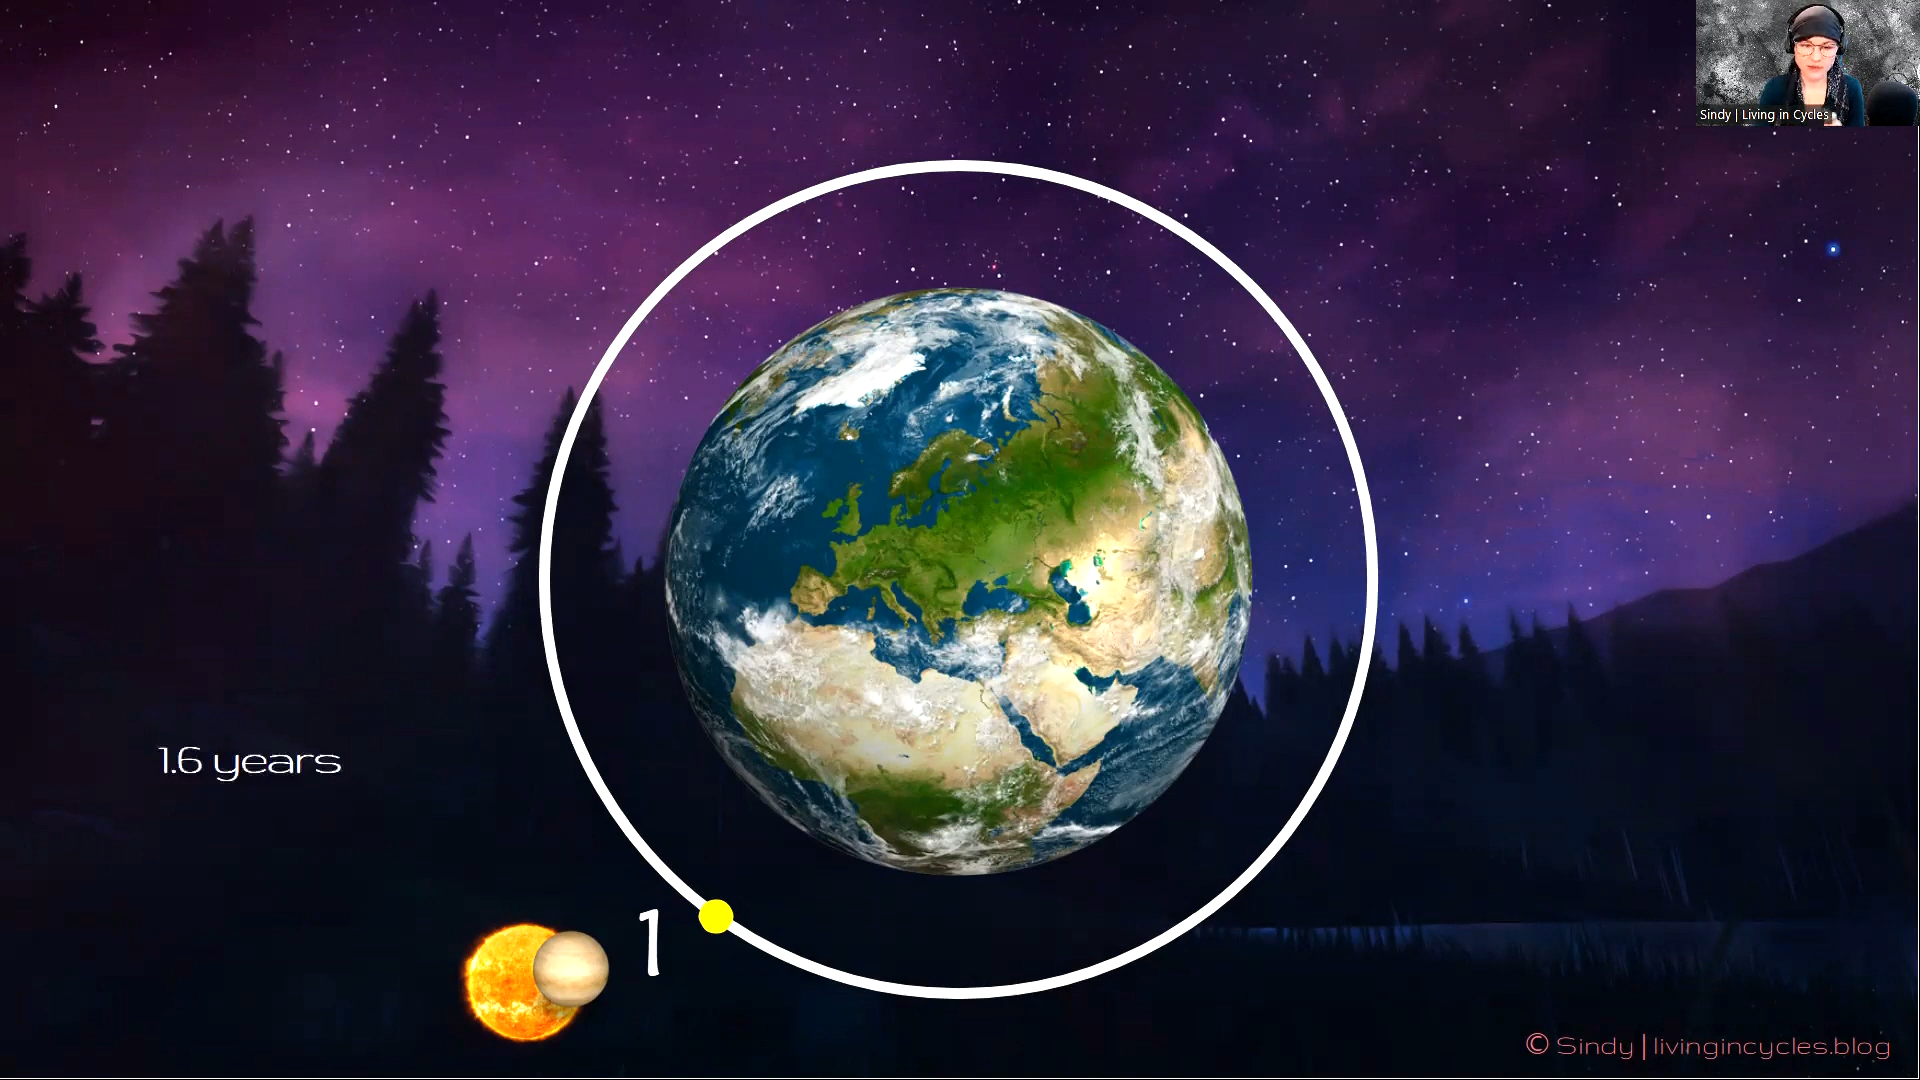 Sindy | Living in Cycles
1.6 years
1
© Sindy | livingincycles.blog